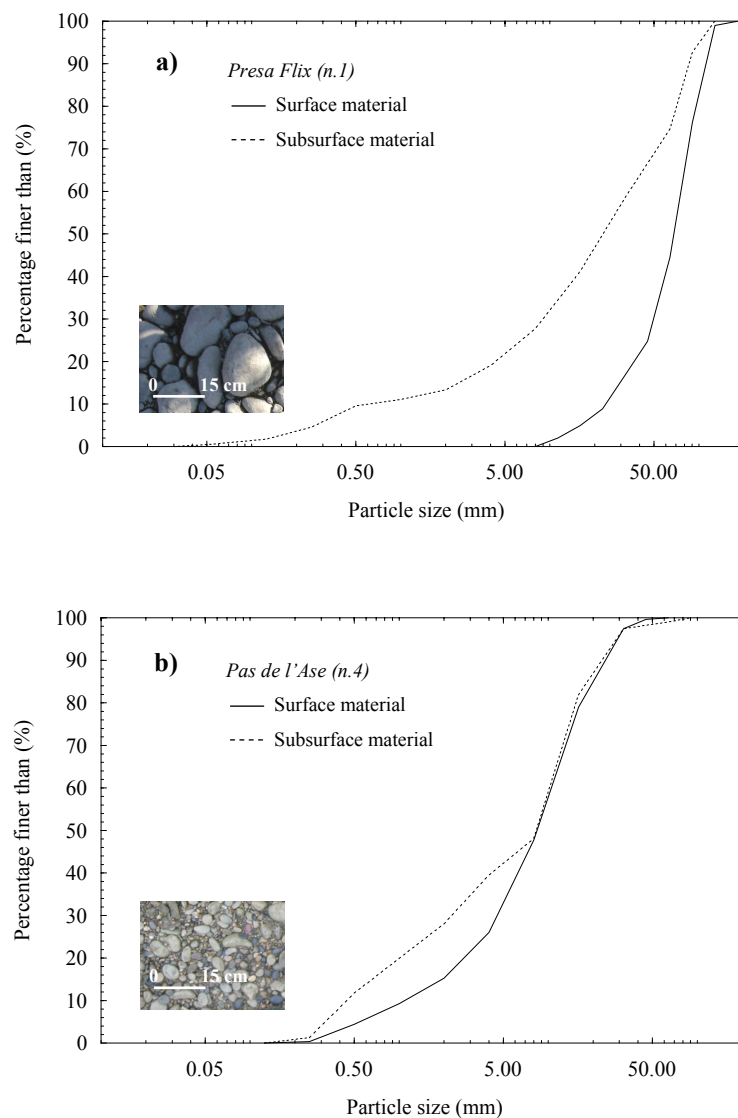 100
a)
Presa Flix (n.1)
90
Surface material
80
Subsurface material
70
60
50
40
30
20
10
0
Percentage finer than (%)
0 15 cm
0.05 0.50 5.00 50.00
Particle size (mm)
100
b)
Pas de l'Ase (n.4)
90
Surface material
80
Subsurface material
70
60
50
40
30
20
10
0
Percentage finer than (%)
0 15 cm
0.05 0.50 5.00 50.00
Particle size (mm)